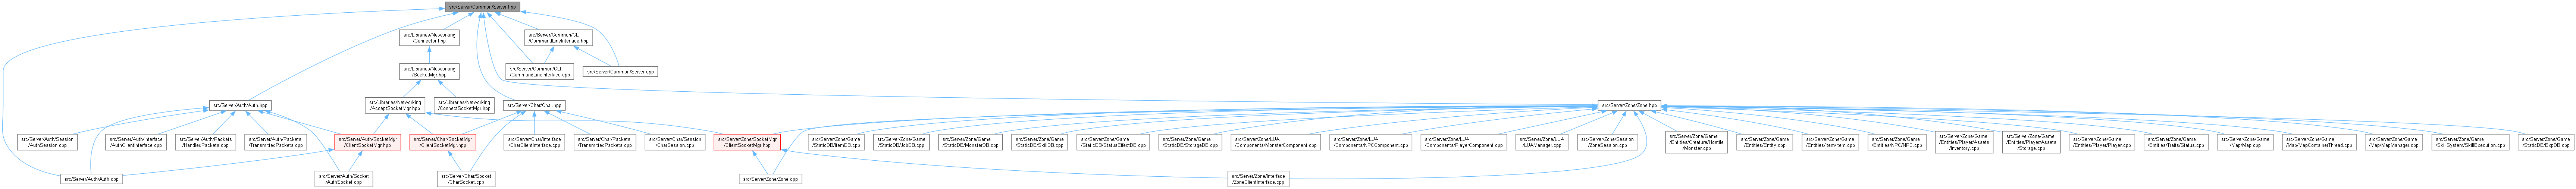 src/Server/Common/Server.hpp
src/Libraries/Networking
/Connector.hpp
src/Server/Common/CLI
/CommandLineInterface.hpp
src/Libraries/Networking
/SocketMgr.hpp
src/Server/Common/CLI
/CommandLineInterface.cpp
src/Server/Common/Server.cpp
src/Server/Auth/Auth.hpp
src/Libraries/Networking
/AcceptSocketMgr.hpp
src/Libraries/Networking
/ConnectSocketMgr.hpp
src/Server/Char/Char.hpp
src/Server/Zone/Zone.hpp
src/Server/Auth/Session
/AuthSession.cpp
src/Server/Auth/Interface
/AuthClientInterface.cpp
src/Server/Auth/Packets
/HandledPackets.cpp
src/Server/Auth/Packets
/TransmittedPackets.cpp
src/Server/Auth/SocketMgr
/ClientSocketMgr.hpp
src/Server/Char/SocketMgr
/ClientSocketMgr.hpp
src/Server/Char/Interface
/CharClientInterface.cpp
src/Server/Char/Packets
/TransmittedPackets.cpp
src/Server/Char/Session
/CharSession.cpp
src/Server/Zone/SocketMgr
/ClientSocketMgr.hpp
src/Server/Zone/Game
/StaticDB/ItemDB.cpp
src/Server/Zone/Game
/StaticDB/JobDB.cpp
src/Server/Zone/Game
/StaticDB/MonsterDB.cpp
src/Server/Zone/Game
/StaticDB/SkillDB.cpp
src/Server/Zone/Game
/StaticDB/StatusEffectDB.cpp
src/Server/Zone/Game
/StaticDB/StorageDB.cpp
src/Server/Zone/LUA
/Components/MonsterComponent.cpp
src/Server/Zone/LUA
/Components/NPCComponent.cpp
src/Server/Zone/LUA
/Components/PlayerComponent.cpp
src/Server/Zone/LUA
/LUAManager.cpp
src/Server/Zone/Session
/ZoneSession.cpp
src/Server/Zone/Game
/Entities/Creature/Hostile
/Monster.cpp
src/Server/Zone/Game
/Entities/Entity.cpp
src/Server/Zone/Game
/Entities/Item/Item.cpp
src/Server/Zone/Game
/Entities/NPC/NPC.cpp
src/Server/Zone/Game
/Entities/Player/Assets
/Inventory.cpp
src/Server/Zone/Game
/Entities/Player/Assets
/Storage.cpp
src/Server/Zone/Game
/Entities/Player/Player.cpp
src/Server/Zone/Game
/Entities/Traits/Status.cpp
src/Server/Zone/Game
/Map/Map.cpp
src/Server/Zone/Game
/Map/MapContainerThread.cpp
src/Server/Zone/Game
/Map/MapManager.cpp
src/Server/Zone/Game
/SkillSystem/SkillExecution.cpp
src/Server/Zone/Game
/StaticDB/ExpDB.cpp
src/Server/Auth/Auth.cpp
src/Server/Auth/Socket
/AuthSocket.cpp
src/Server/Char/Socket
/CharSocket.cpp
src/Server/Zone/Zone.cpp
src/Server/Zone/Interface
/ZoneClientInterface.cpp